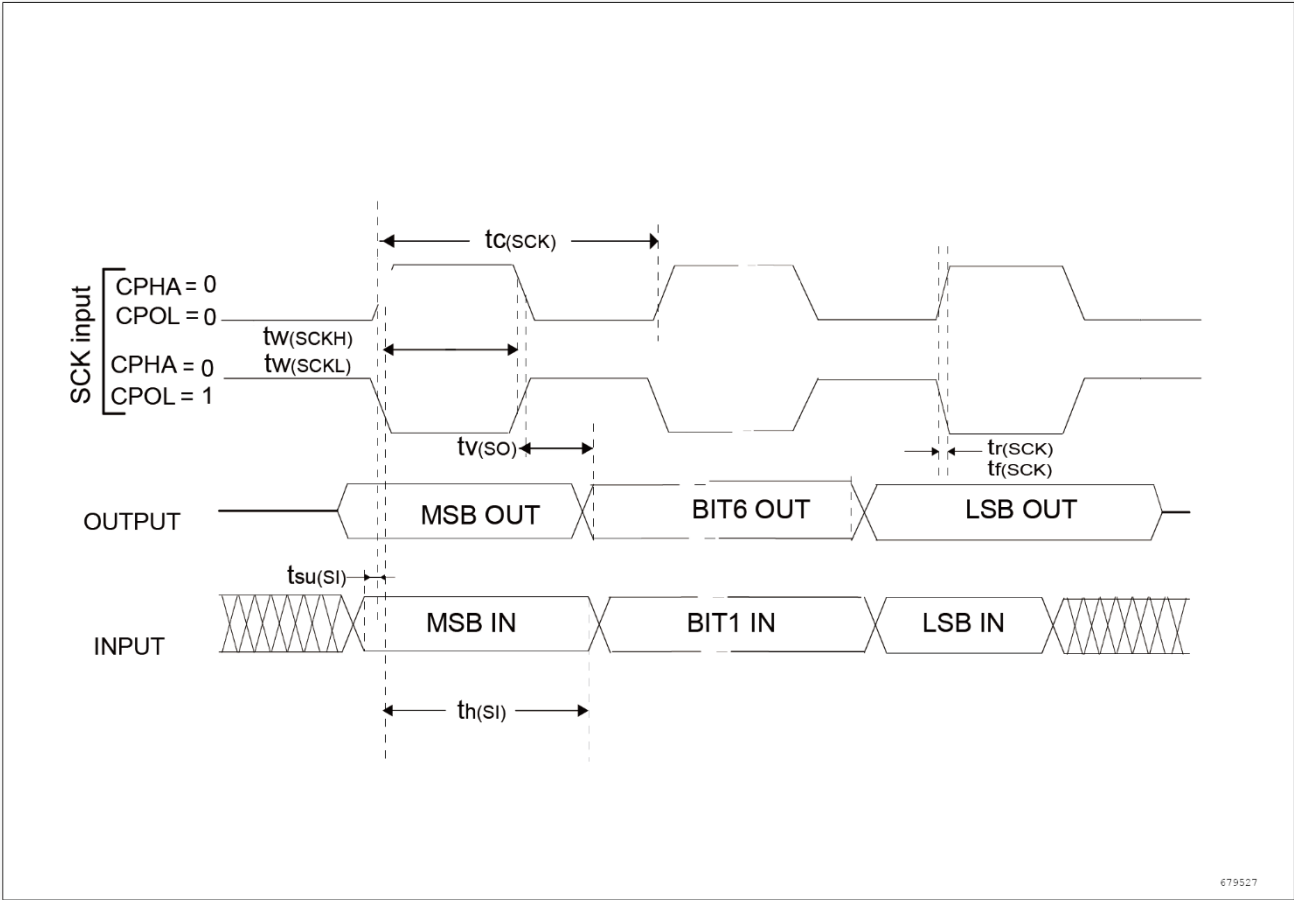 tc(SCK)
SCK input
CPHA = 0
CPOL = 0
tw(SCKH)
tw(SCKL)
CPHA = 0
CPOL = 1
tv(SO)
tr(SCK)
tf(SCK)
OUTPUT
MSB OUT
BIT6 OUT
LSB OUT
tsu(SI)
INPUT
MSB IN
BIT1 IN
LSB IN
th(SI)
679527